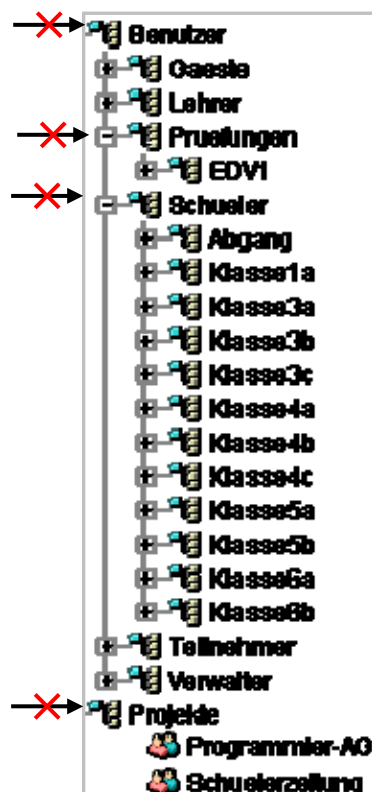 Benutzer
Gaeste
Lehrer
Pruefungen
EDV1
Schueler
Abgang
Klasse1a
Klasse3a
Klasse3b
Klasse3c
Klasse4a
Klasse4b
Klasse4c
Klasse5a
Klasse5b
Klasse6a
Klasse6b
Teilnehmer
Verwalter
Projekte
Programmier-AG
Schuelerzeitung